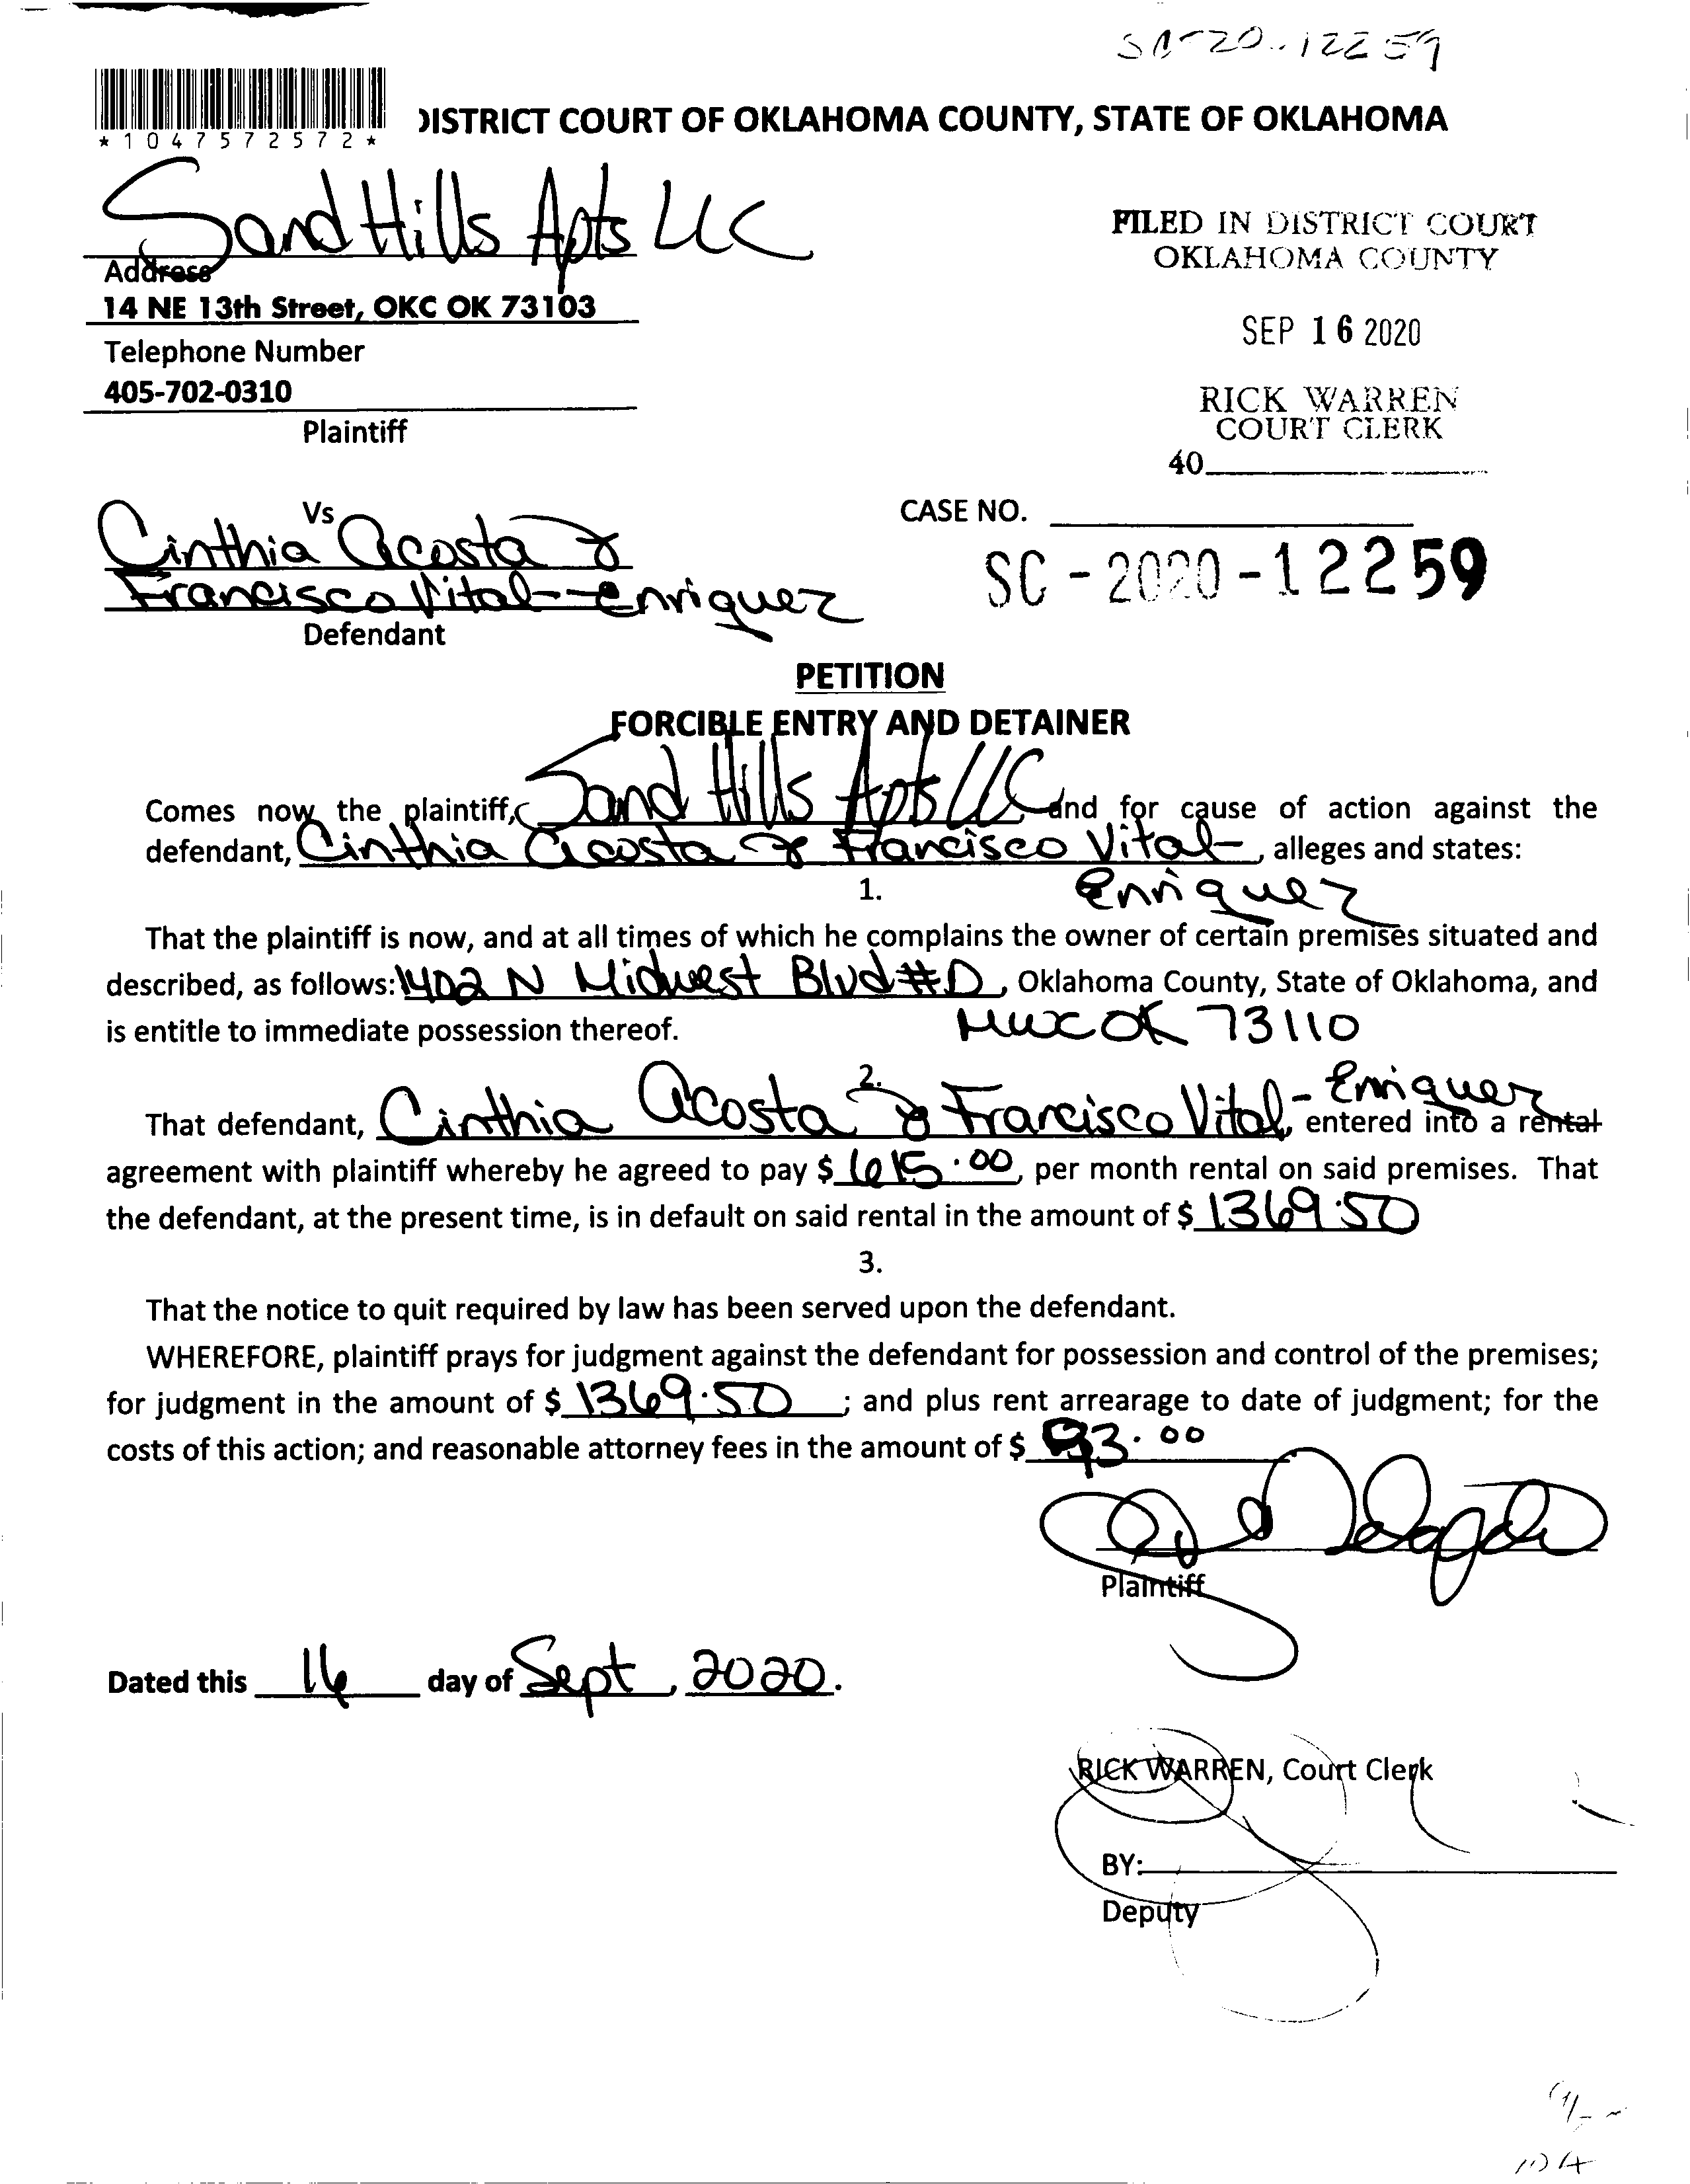 SC-20-12259
*1047572572*
DISTRICT COURT OF OKLAHOMA COUNTY, STATE OF OKLAHOMA
Sand Hills Apts LLC
Address
14 NE 13th Street, OKC OK 73103
Telephone Number
405-702-0310
Plaintiff
FILED IN DISTRICT COURT
OKLAHOMA COUNTY
SEP 16 2020
RICK WARREN
COURT CLERK
40
Vs
Cinthia Acosta &
Francisco Vital-Enriquez
Defendant
CASE NO.
SC-2020-12259
PETITION
FORCIBLE ENTRY AND DETAINER
Comes now the plaintiff, Sand Hills Apts LLC, and for cause of action against the
defendant, Cinthia Acosta & Francisco Vital-, alleges and states:
Enriquez
1.
That the plaintiff is now, and at all times of which he complains the owner of certain premises situated and
described, as follows: 1402 N Midwest Blvd #D, Oklahoma County, State of Oklahoma, and
is entitle to immediate possession thereof. MWC OK 73110
2.
That defendant, Cinthia Acosta & Francisco Vital-Enriquez, entered into a rental
agreement with plaintiff whereby he agreed to pay $ 615.00, per month rental on said premises. That
the defendant, at the present time, is in default on said rental in the amount of $ 1369.50
3.
That the notice to quit required by law has been served upon the defendant.
WHEREFORE, plaintiff prays for judgment against the defendant for possession and control of the premises;
for judgment in the amount of $ 1369.50 ; and plus rent arrearage to date of judgment; for the
costs of this action; and reasonable attorney fees in the amount of $ 93.00
Plaintiff
Dated this 16 day of Sept, 2020.
RICK WARREN, Court Clerk
BY:
Deputy